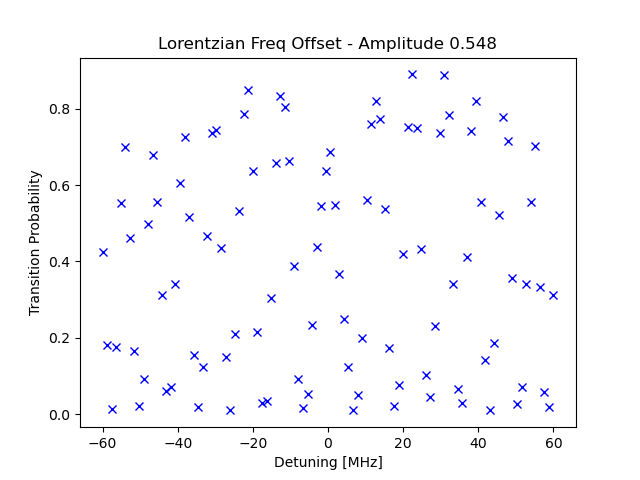 Lorentzian Freq Offset - Amplitude 0.548
Transition Probability
0.8
0.6
0.4
0.2
0.0
−60 −40 −20 0 20 40 60
Detuning [MHz]